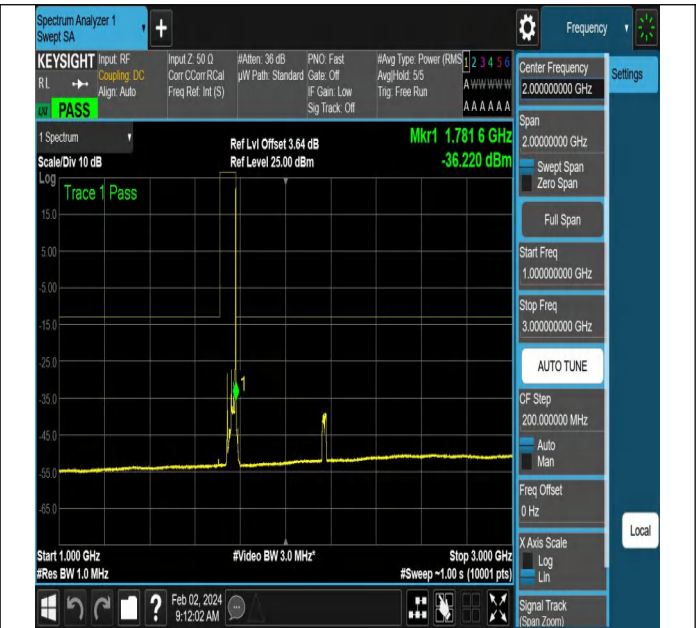 Spectrum Analyzer 1
Swept SA
Frequency
KEYSIGHT
RL
Input: RF
Coupling: DC
Align: Auto
Input Z: 50 Ω
Corr CCorr RCal
Freq Ref: Int (S)
#Atten: 36 dB
µW Path: Standard
PNO: Fast
Gate: Off
IF Gain: Low
Sig Track: Off
#Avg Type: Power (RMS
Avg|Hold: 5/5
Trig: Free Run
1 2 3 4 5 6
A W W W W W
A A A A A A
PASS
1 Spectrum
Scale/Div 10 dB
Ref Lvl Offset 3.64 dB
Ref Level 25.00 dBm
Mkr1 1.781 6 GHz
-36.220 dBm
Log
Trace 1 Pass
15.0
5.00
-5.00
-15.0
-25.0
-35.0
-45.0
-55.0
-65.0
1
Start 1.000 GHz
#Res BW 1.0 MHz
#Video BW 3.0 MHz*
Stop 3.000 GHz
#Sweep ~1.00 s (10001 pts)
Feb 02, 2024
9:12:02 AM
Center Frequency
2.000000000 GHz
Settings
Span
2.00000000 GHz
Swept Span
Zero Span
Full Span
Start Freq
1.000000000 GHz
Stop Freq
3.000000000 GHz
AUTO TUNE
CF Step
200.000000 MHz
Auto
Man
Freq Offset
0 Hz
X Axis Scale
Log
Lin
Local
Signal Track
(Span Zoom)